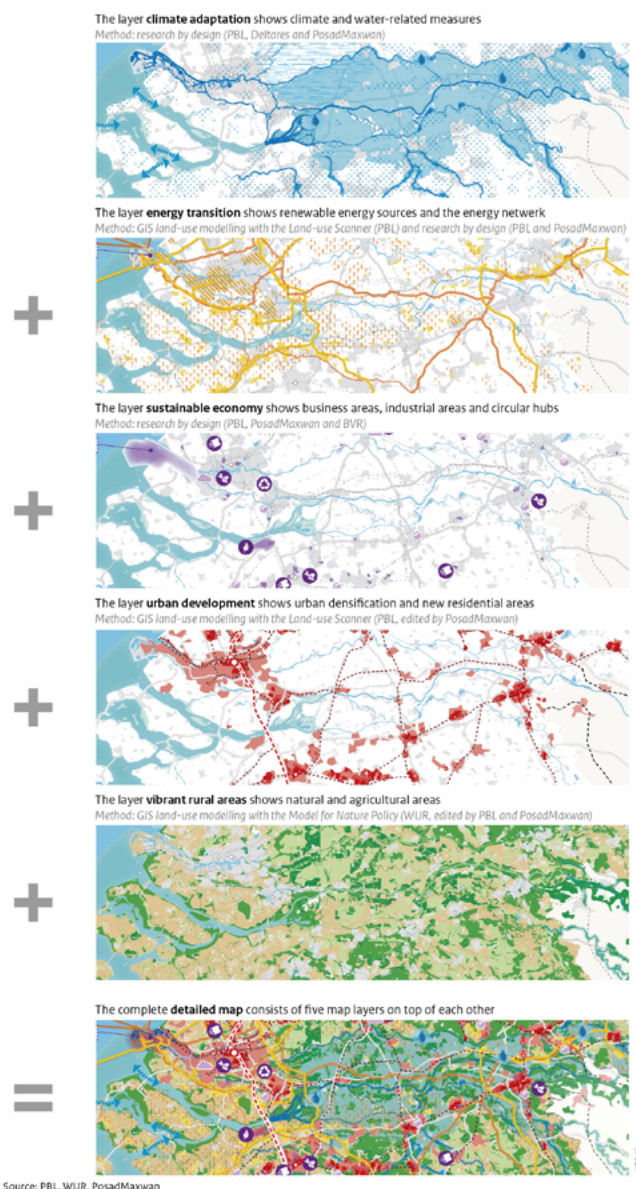 The layer climate adaptation shows climate and water-related measures
Method: research by design (PBL, Deltares and PosadMaxwan)
+
The layer energy transition shows renewable energy sources and the energy netwerk
Method: GIS land-use modelling with the Land-use Scanner (PBL) and research by design (PBL and PosadMaxwan)
+
The layer sustainable economy shows business areas, industrial areas and circular hubs
Method: research by design (PBL, PosadMaxwan and BVR)
+
The layer urban development shows urban densification and new residential areas
Method: GIS land-use modelling with the Land-use Scanner (PBL, edited by PosadMaxwan)
+
The layer vibrant rural areas shows natural and agricultural areas
Method: GIS land-use modelling with the Model for Nature Policy (WUR, edited by PBL and PosadMaxwan)
=
The complete detailed map consists of five map layers on top of each other
Source: PBL, WUR, PosadMaxwan